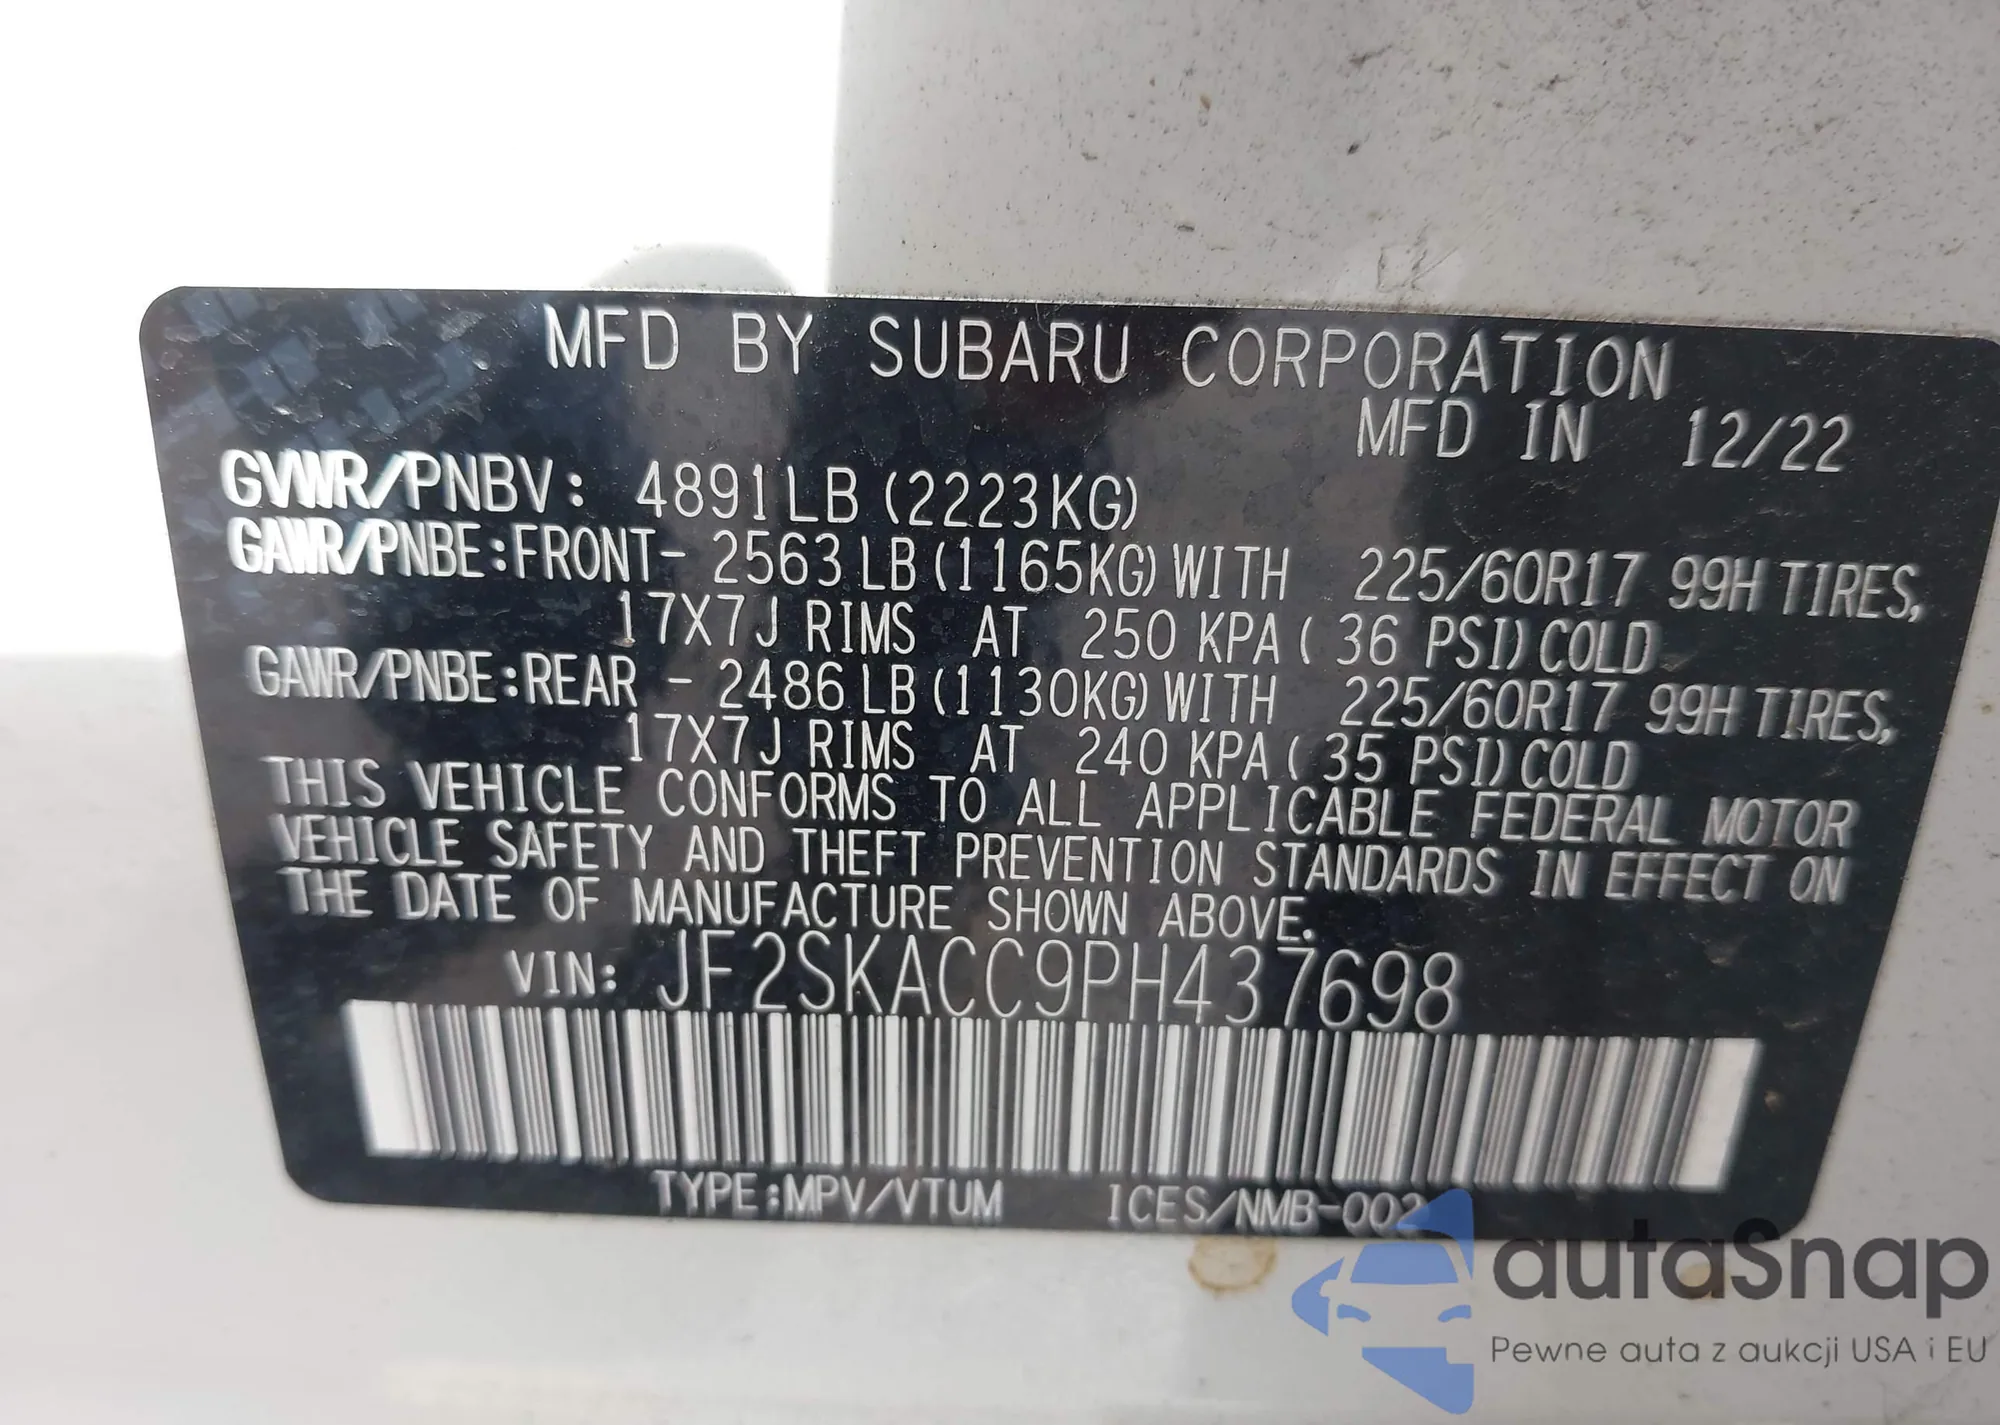 MFD BY SUBARU CORPORATION
MFD IN 12/22
GVWR/PNBV: 4891LB (2223KG)
GAWR/PNBE:FRONT- 2563LB(1165KG)WITH 225/60R17 99H TIRES,
17X7J RIMS AT 250 KPA( 36 PSI)COLD
GAWR/PNBE:REAR - 2486LB(1130KG)WITH 225/60R17 99H TIRES,
17X7J RIMS AT 240 KPA( 35 PSI)COLD
THIS VEHICLE CONFORMS TO ALL APPLICABLE FEDERAL MOTOR
VEHICLE SAFETY AND THEFT PREVENTION STANDARDS IN EFFECT ON
THE DATE OF MANUFACTURE SHOWN ABOVE.
VIN: JF2SKACC9PH437698
TYPE:MPV/VTUM ICES/NMB-002
autaSnap
Pewne auta z aukcji USA i EU